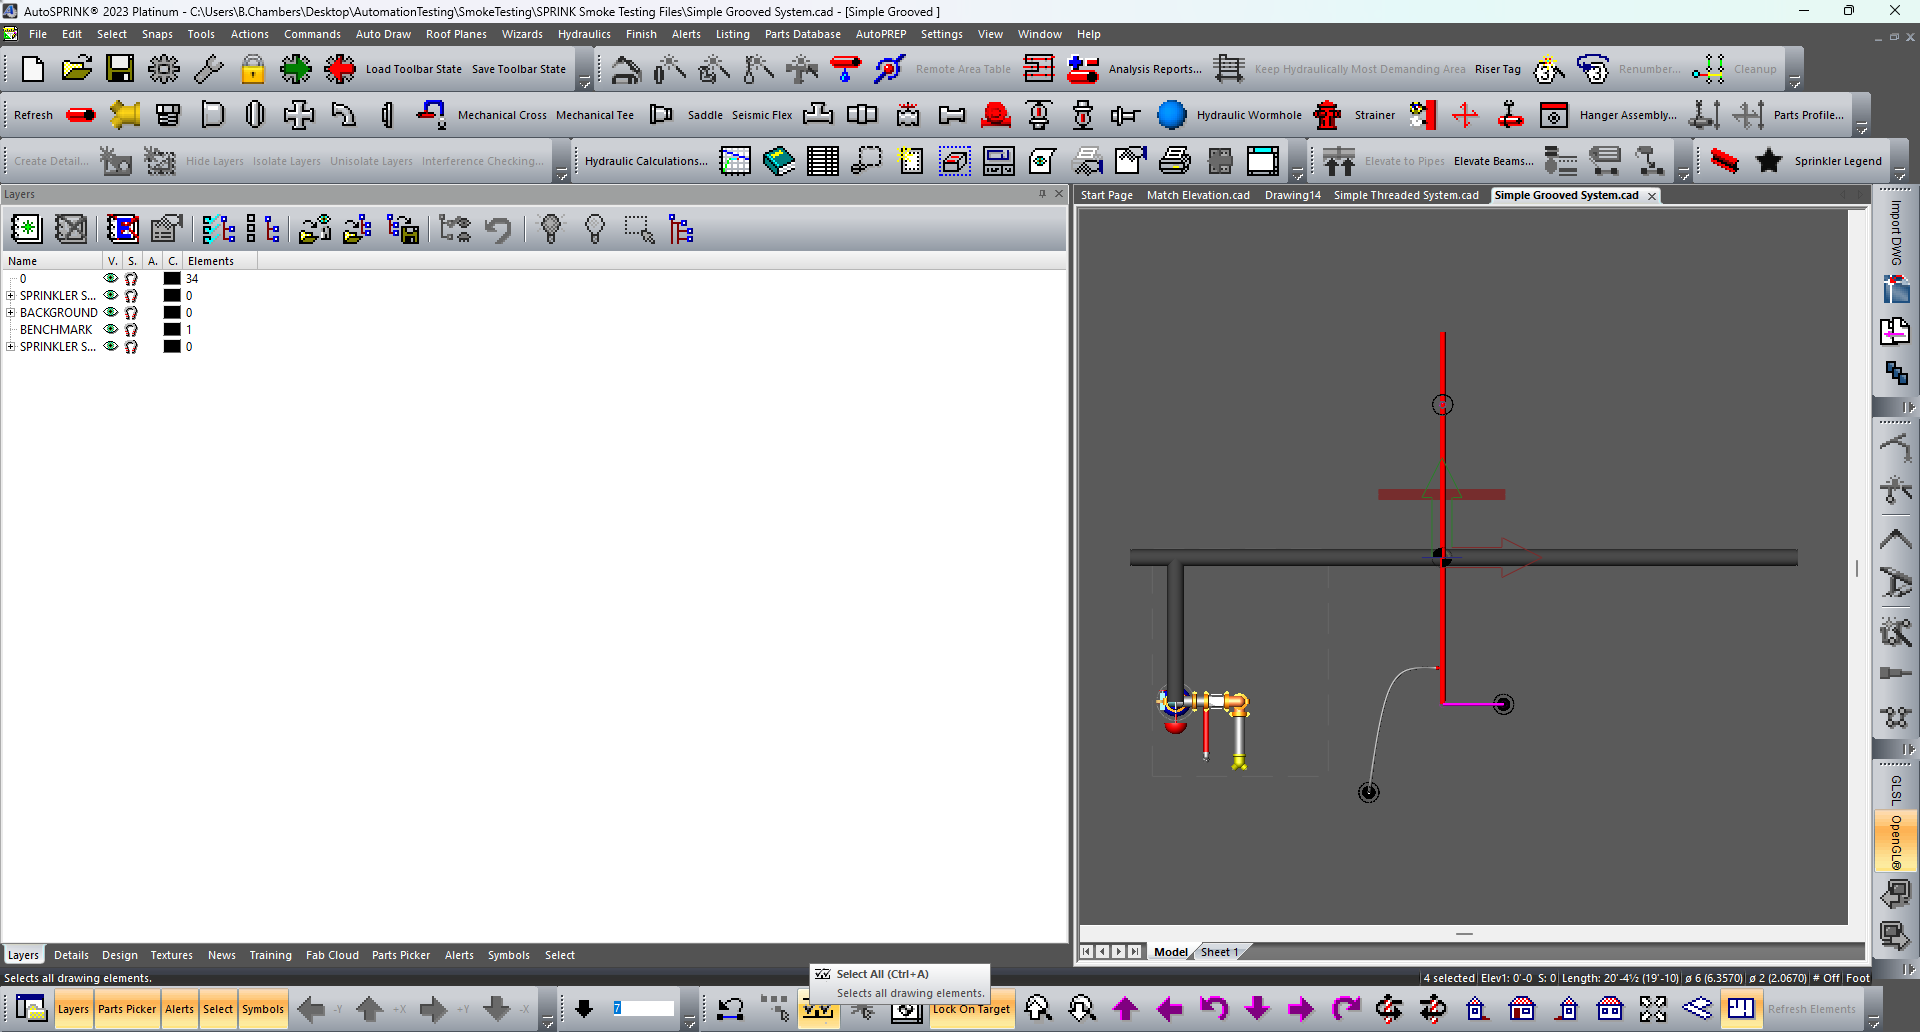 AutoSPRINK® 2023 Platinum - C:\Users\B.Chambers\Desktop\AutomationTesting\SmokeTesting\SPRINK Smoke Testing Files\Simple Grooved System.cad - [Simple Grooved ]
File Edit Select Snaps Tools Actions Commands Auto Draw Roof Planes Wizards Hydraulics Finish Alerts Listing Parts Database AutoPREP Settings View Window Help
Load Toolbar State Save Toolbar State Remote Area Table Analysis Reports... Keep Hydraulically Most Demanding Area Riser Tag Renumber... Cleanup
Refresh Mechanical Cross Mechanical Tee Saddle Seismic Flex Hydraulic Wormhole Strainer Hanger Assembly... Parts Profile...
Create Detail... Hide Layers Isolate Layers Unisolate Layers Interference Checking... Hydraulic Calculations... Elevate to Pipes Elevate Beams... Sprinkler Legend
Layers
Start Page Match Elevation.cad Drawing14 Simple Threaded System.cad Simple Grooved System.cad
Import DWG
Name V. S. A. C. Elements
0 34
SPRINKLER S... 0
BACKGROUND 0
BENCHMARK 1
SPRINKLER S... 0
GLSL
OpenGL®
Model Sheet 1
Layers Details Design Textures News Training Fab Cloud Parts Picker Alerts Symbols Select
Select All (Ctrl+A)
Selects all drawing elements.
Selects all drawing elements.
4 selected Elev1: 0'-0 S: 0 Length: 20'-4½ (19'-10) ø 6 (6.3570) ø 2 (2.0670) # Off Foot
Layers Parts Picker Alerts Select Symbols -Y +X +Y -X 7 Lock On Target Refresh Elements